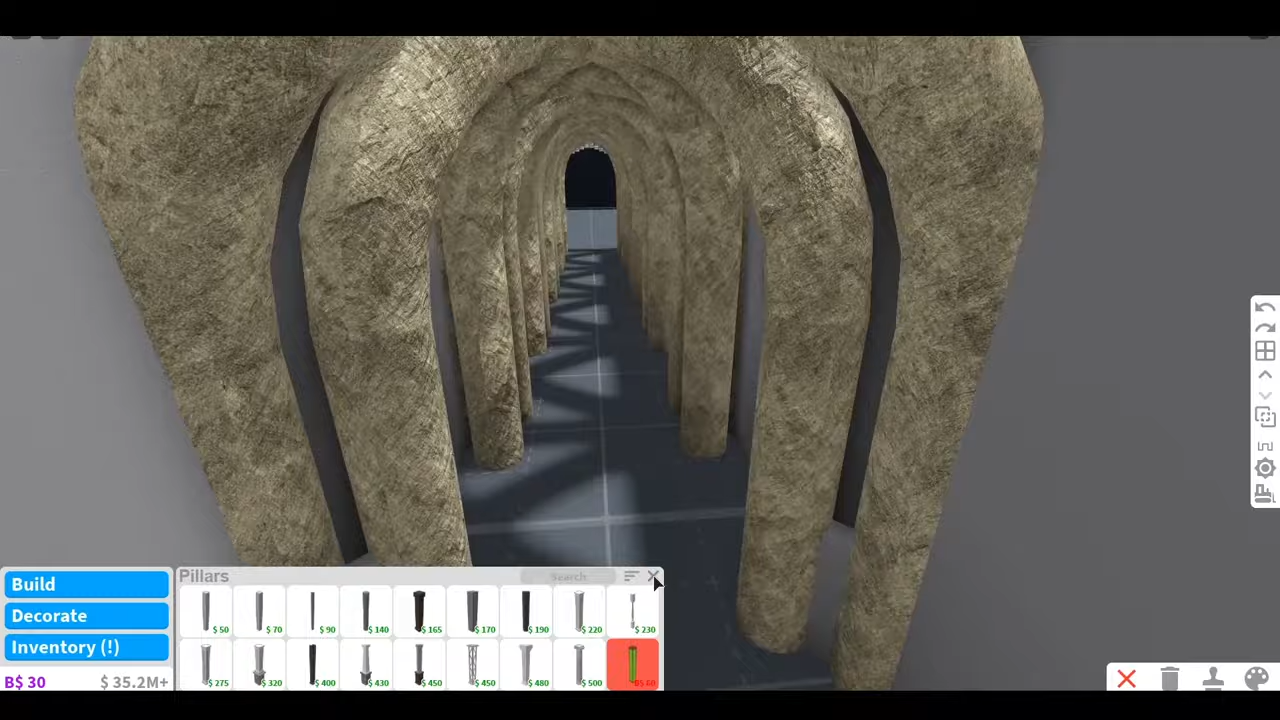 Build
Decorate
Inventory (!)
B$ 30
$ 35.2M+
Pillars
Search
$ 50
$ 70
$ 90
$ 140
$ 165
$ 170
$ 190
$ 220
$ 230
$ 275
$ 320
$ 400
$ 430
$ 450
$ 450
$ 480
$ 500